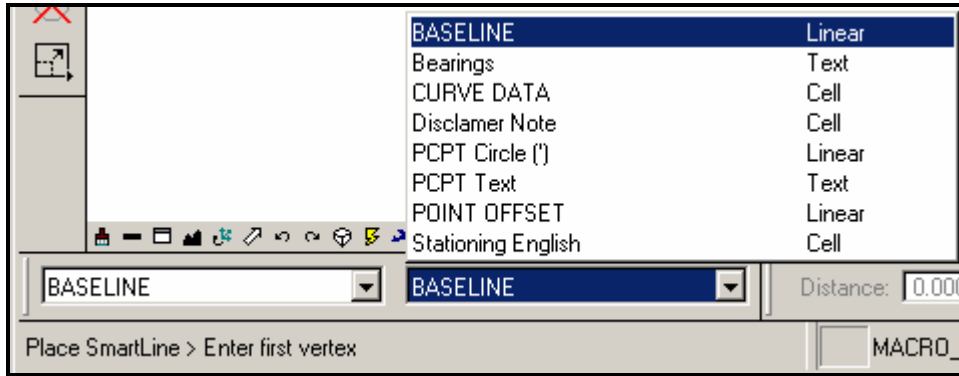 BASELINE Linear
Bearings Text
CURVE DATA Cell
Disclamer Note Cell
PCPT Circle (') Linear
PCPT Text Text
POINT OFFSET Linear
Stationing English Cell
BASELINE BASELINE Distance: 0.000
Place SmartLine > Enter first vertex MACRO_